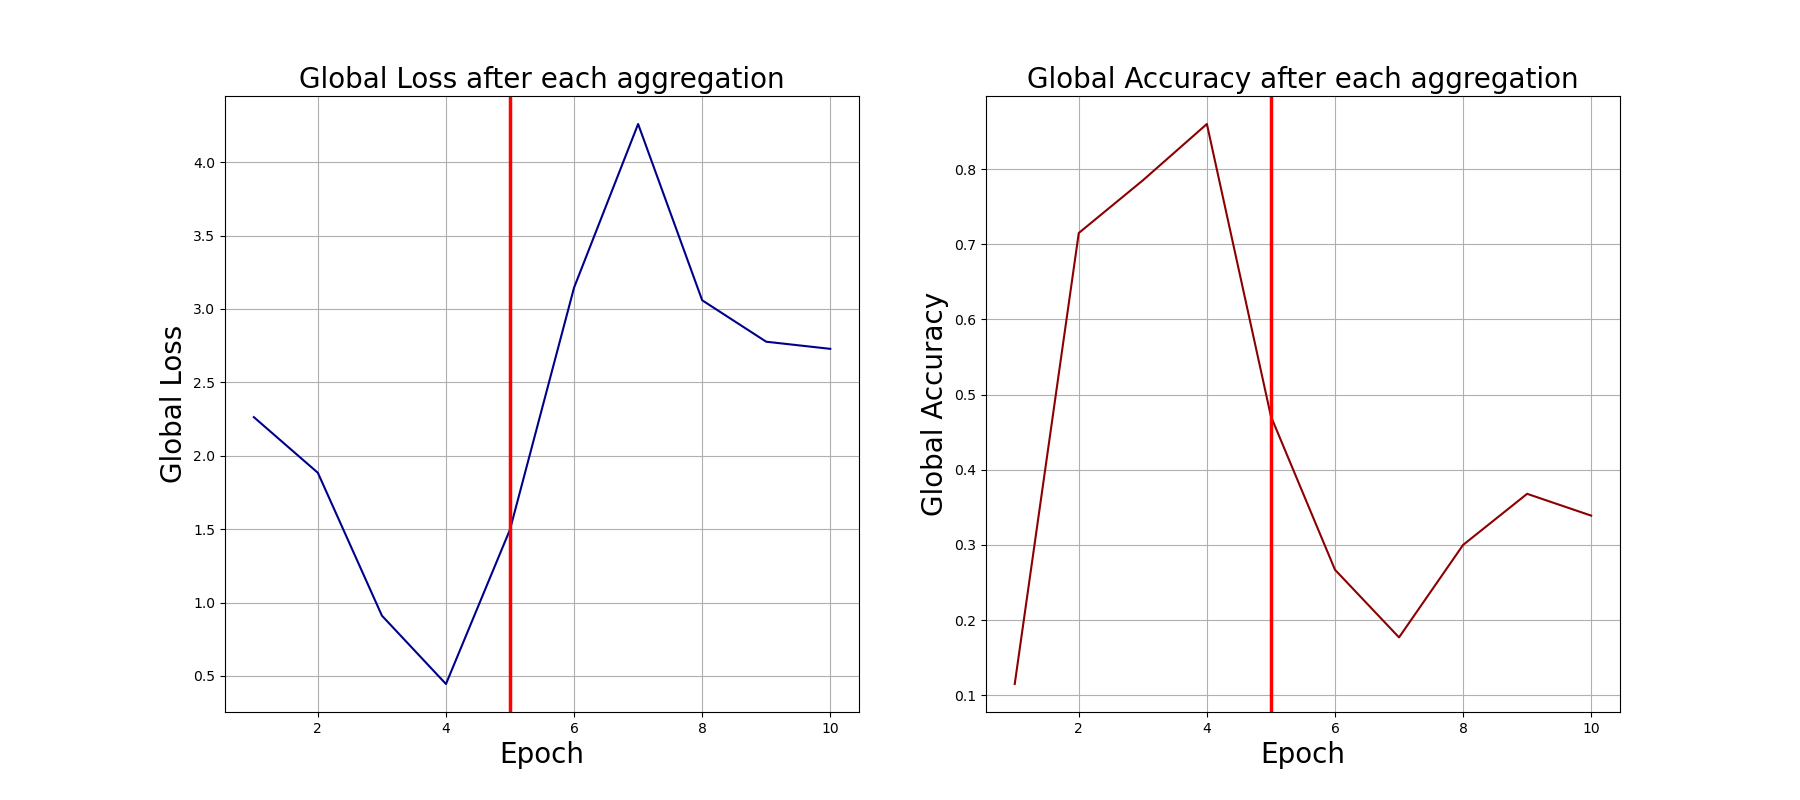 Global Loss after each aggregation
Global Loss
4.0
3.5
3.0
2.5
2.0
1.5
1.0
0.5
2 4 6 8 10
Epoch
Global Accuracy after each aggregation
Global Accuracy
0.8
0.7
0.6
0.5
0.4
0.3
0.2
0.1
2 4 6 8 10
Epoch